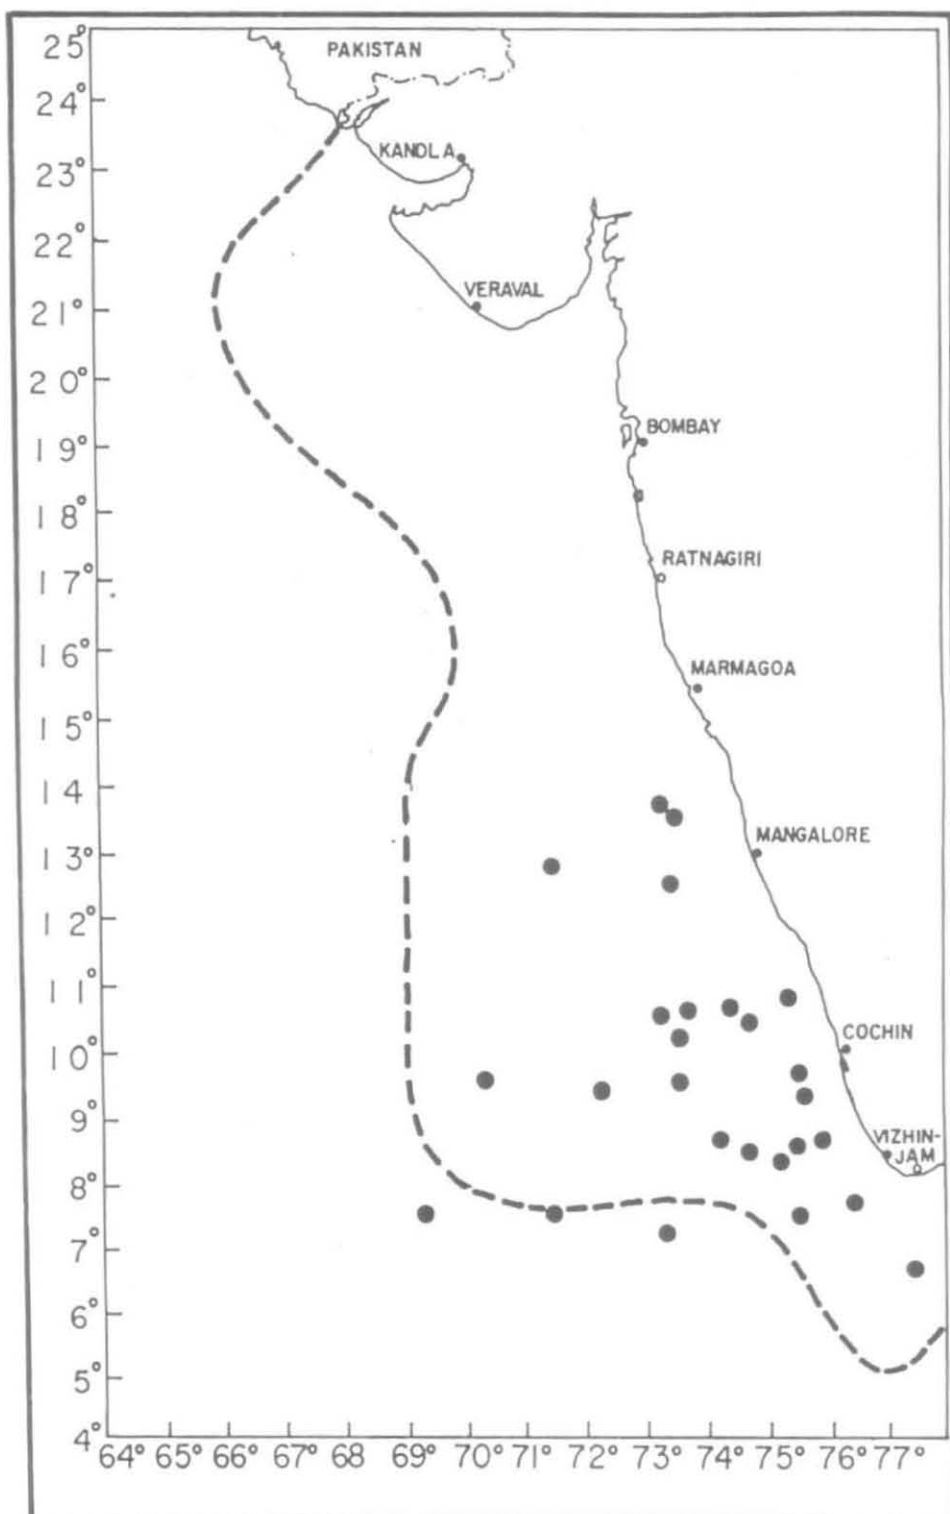 25°
PAKISTAN
24°
KANDLA
23°
22°
VERAVAL
21°
20°
BOMBAY
19°
18°
RATNAGIRI
17°
16°
MARMAGOA
15°
14
MANGALORE
13°
12°
11°
COCHIN
10°
9°
VIZHIN-
JAM
8°
7°
6°
5°
4°
64° 65° 66° 67° 68 69° 70° 71° 72° 73° 74° 75° 76° 77°